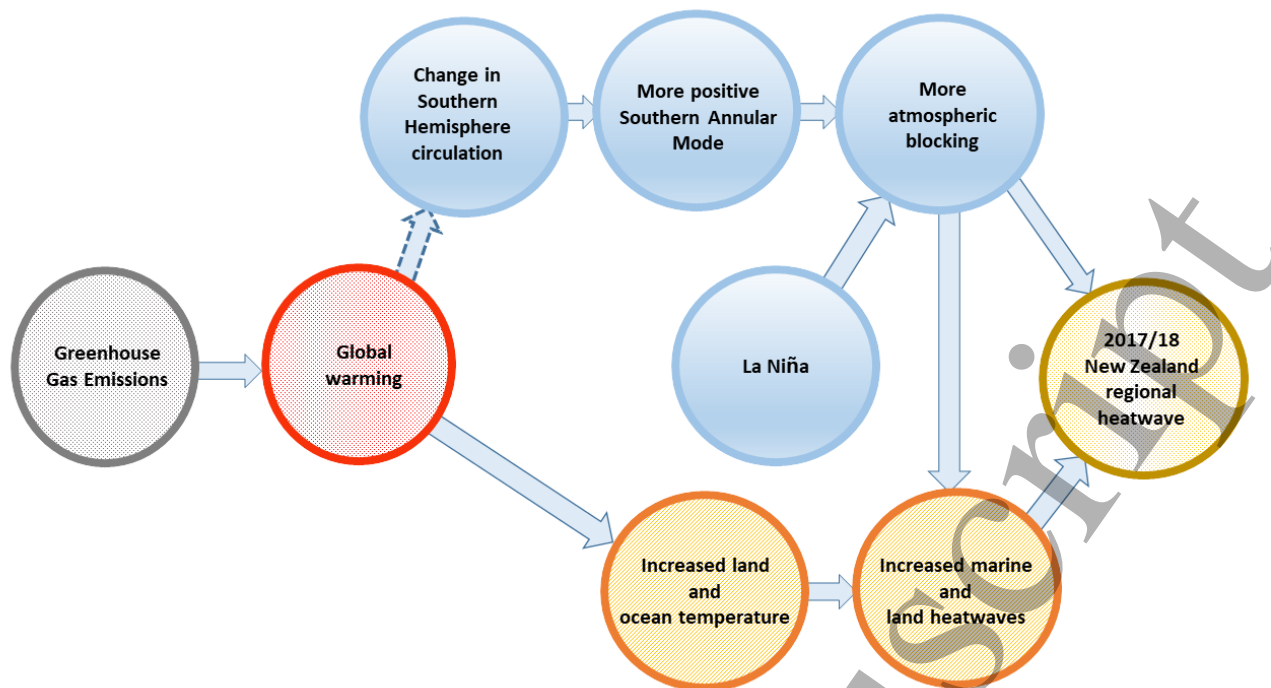 Change in
Southern
Hemisphere
circulation
More positive
Southern Annular
Mode
More
atmospheric
blocking
Greenhouse
Gas Emissions
Global
warming
La Niña
2017/18
New Zealand
regional
heatwave
Increased land
and
ocean temperature
Increased marine
and
land heatwaves
script